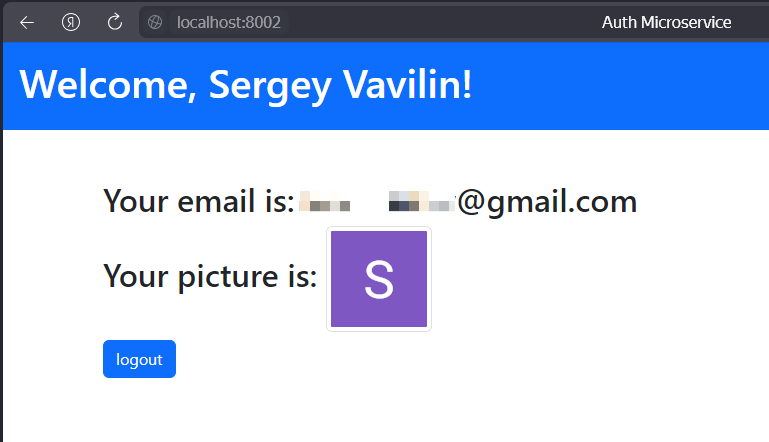 localhost:8002
Auth Microservice
Welcome, Sergey Vavilin!
Your email is: @gmail.com
Your picture is:
S
logout